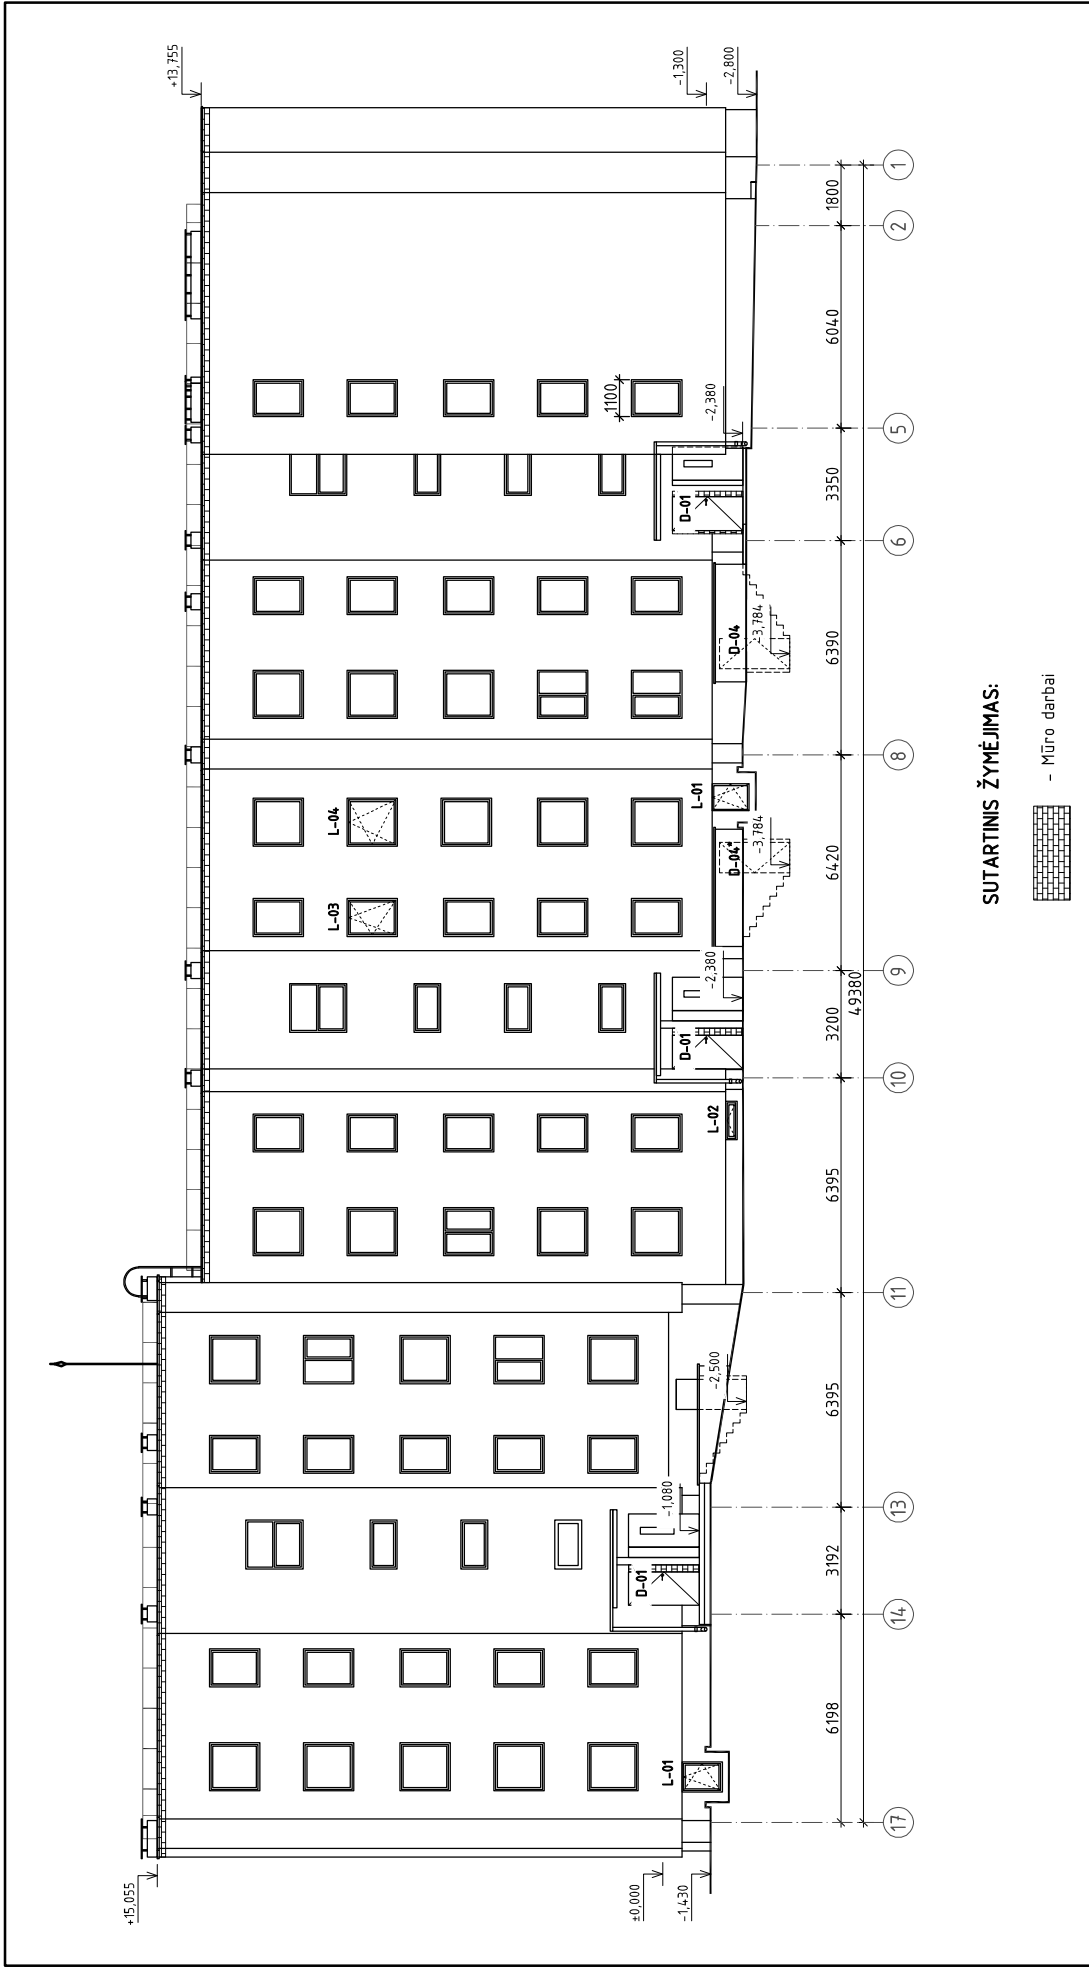 +15,055
±0,000
-1,430
+13,755
-1,300
-2,800
L-01
D-01
-1,080
-2,500
L-02
D-01
-2,380
L-03
L-04
D-04
-3,784
L-01
D-04
-3,784
D-01
-2,380
1100
6198
3192
6395
6395
3200
6420
6390
3350
6040
1800
49380
17
14
13
11
10
9
8
6
5
2
1
SUTARTINIS ŽYMĖJIMAS:
- Mūro darbai